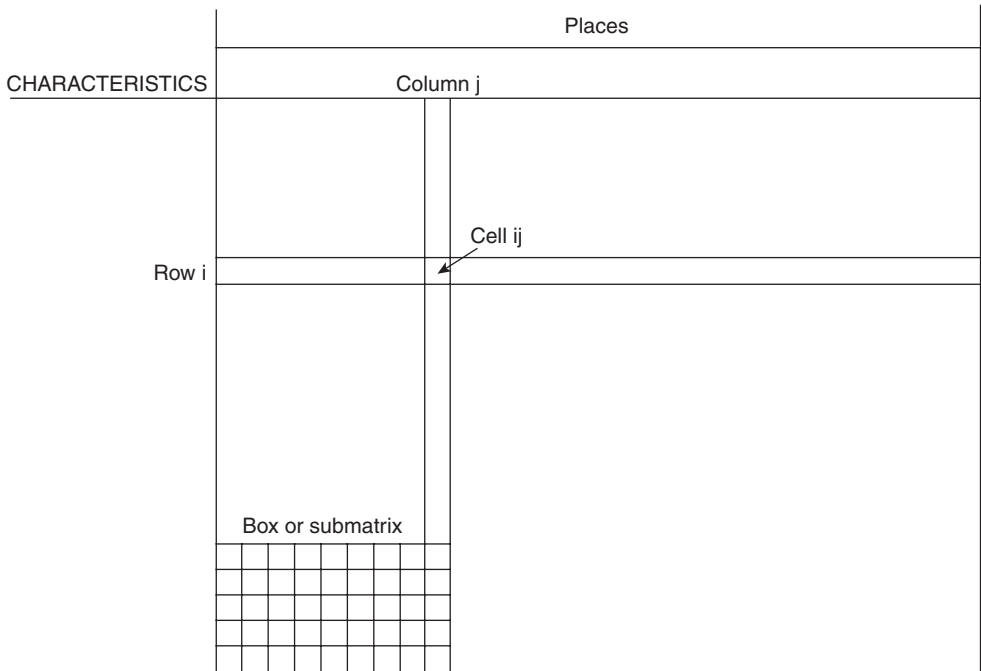 Places
CHARACTERISTICS
Column j
Cell ij
Row i
Box or submatrix